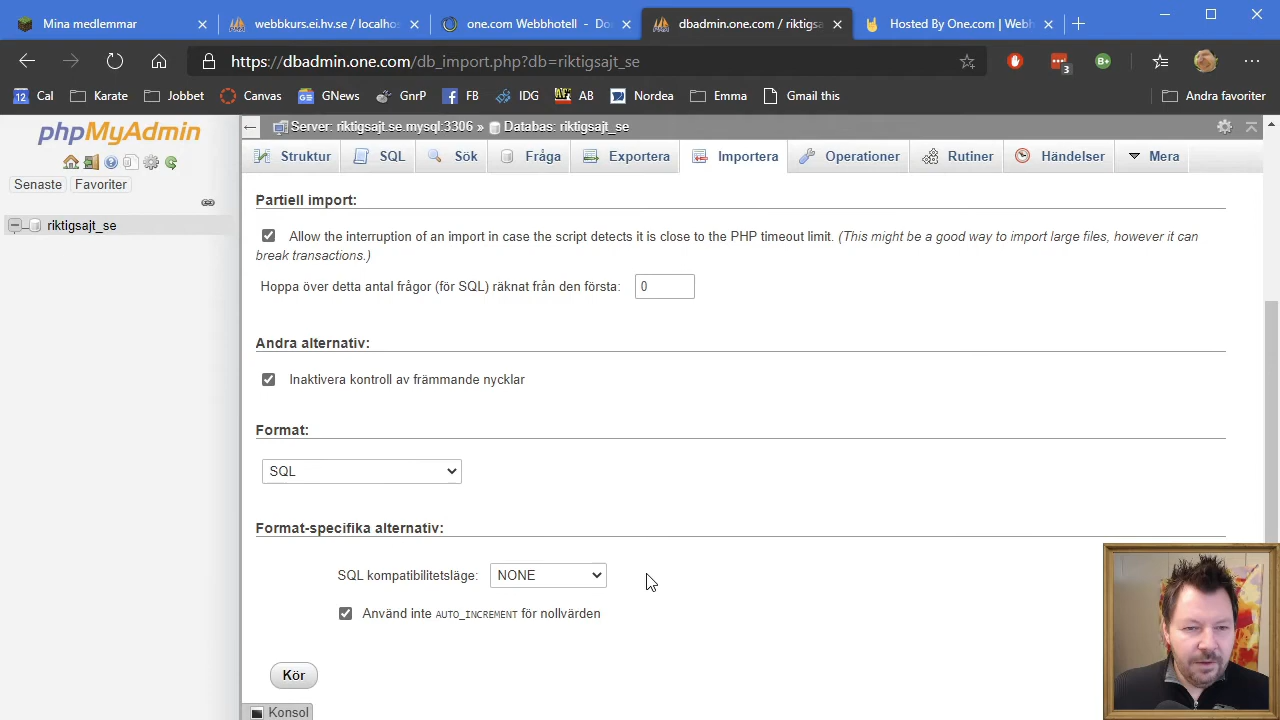 Mina medlemmar
webbkurs.ei.hv.se / localho
one.com Webbhotell - Do
dbadmin.one.com / riktigsa
Hosted By One.com | Webh
https://dbadmin.one.com/db_import.php?db=riktigsajt_se
3
B+
12 Cal
Karate
Jobbet
Canvas
GNews
GnrP
FB
IDG
AB
Nordea
Emma
Gmail this
Andra favoriter
phpMyAdmin
Senaste
Favoriter
riktigsajt_se
Server: riktigsajt.se.mysql:3306 » Databas: riktigsajt_se
Struktur
SQL
Sök
Fråga
Exportera
Importera
Operationer
Rutiner
Händelser
Mera
Partiell import:
Allow the interruption of an import in case the script detects it is close to the PHP timeout limit. (This might be a good way to import large files, however it can
break transactions.)
Hoppa över detta antal frågor (för SQL) räknat från den första: 0
Andra alternativ:
Inaktivera kontroll av främmande nycklar
Format:
SQL
Format-specifika alternativ:
SQL kompatibilitetsläge: NONE
Använd inte AUTO_INCREMENT för nollvärden
Kör
Konsol